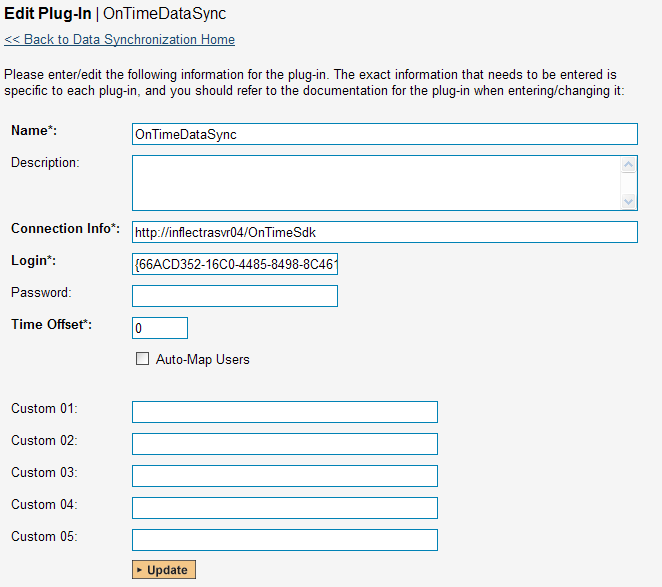 Edit Plug-In | OnTimeDataSync
<< Back to Data Synchronization Home
Please enter/edit the following information for the plug-in. The exact information that needs to be entered is
specific to each plug-in, and you should refer to the documentation for the plug-in when entering/changing it:
Name*: OnTimeDataSync
Description:
Connection Info*: http://inflectrasvr04/OnTimeSdk
Login*: {66ACD352-16C0-4485-8498-8C461
Password:
Time Offset*: 0
Auto-Map Users
Custom 01:
Custom 02:
Custom 03:
Custom 04:
Custom 05:
Update